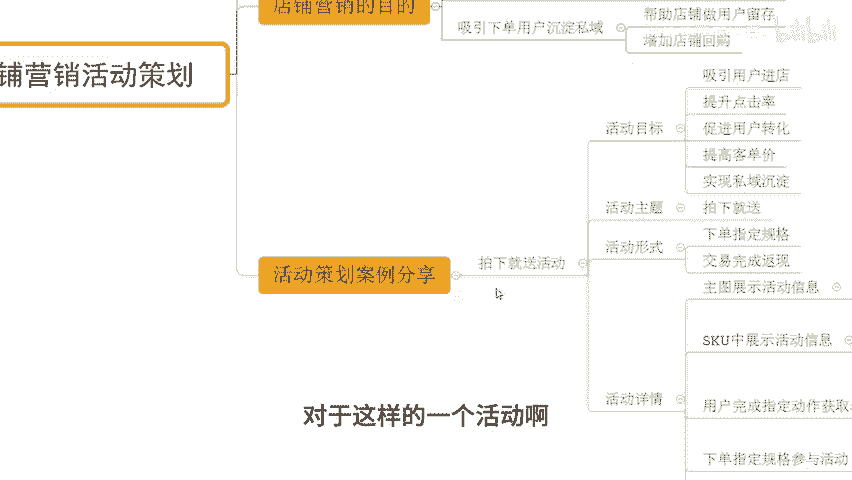 店铺营销的目的
吸引下单用户沉淀私域
帮助店铺做用户留存
增加店铺回购
bilibili
铺营销活动策划
活动策划案例分享
拍下就送活动
活动目标
吸引用户进店
提升点击率
促进用户转化
提高客单价
实现私域沉淀
活动主题
拍下就送
活动形式
下单指定规格
交易完成返现
活动详情
主图展示活动信息
SKU中展示活动信息
用户完成指定动作获取
下单指定规格参与活动
对于这样的一个活动啊